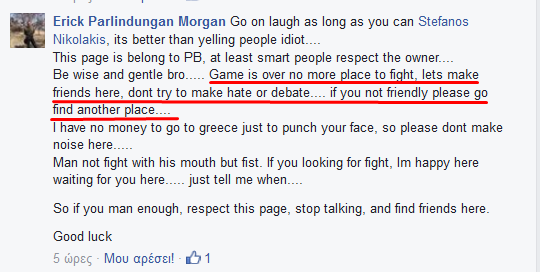 Erick Parlindungan Morgan Go on laugh as long as you can Stefanos
Nikolakis, its better than yelling people idiot....
This page is belong to PB, at least smart people respect the owner....
Be wise and gentle bro..... Game is over no more place to fight, lets make
friends here, dont try to make hate or debate.... if you not friendly please go
find another place....
I have no money to go to greece just to punch your face, so please dont make
noise here.....
Man not fight with his mouth but fist. If you looking for fight, Im happy here
waiting for you here..... just tell me when....
So if you man enough, respect this page, stop talking, and find friends here.
Good luck
5 ώρες · Μου αρέσει! · 1